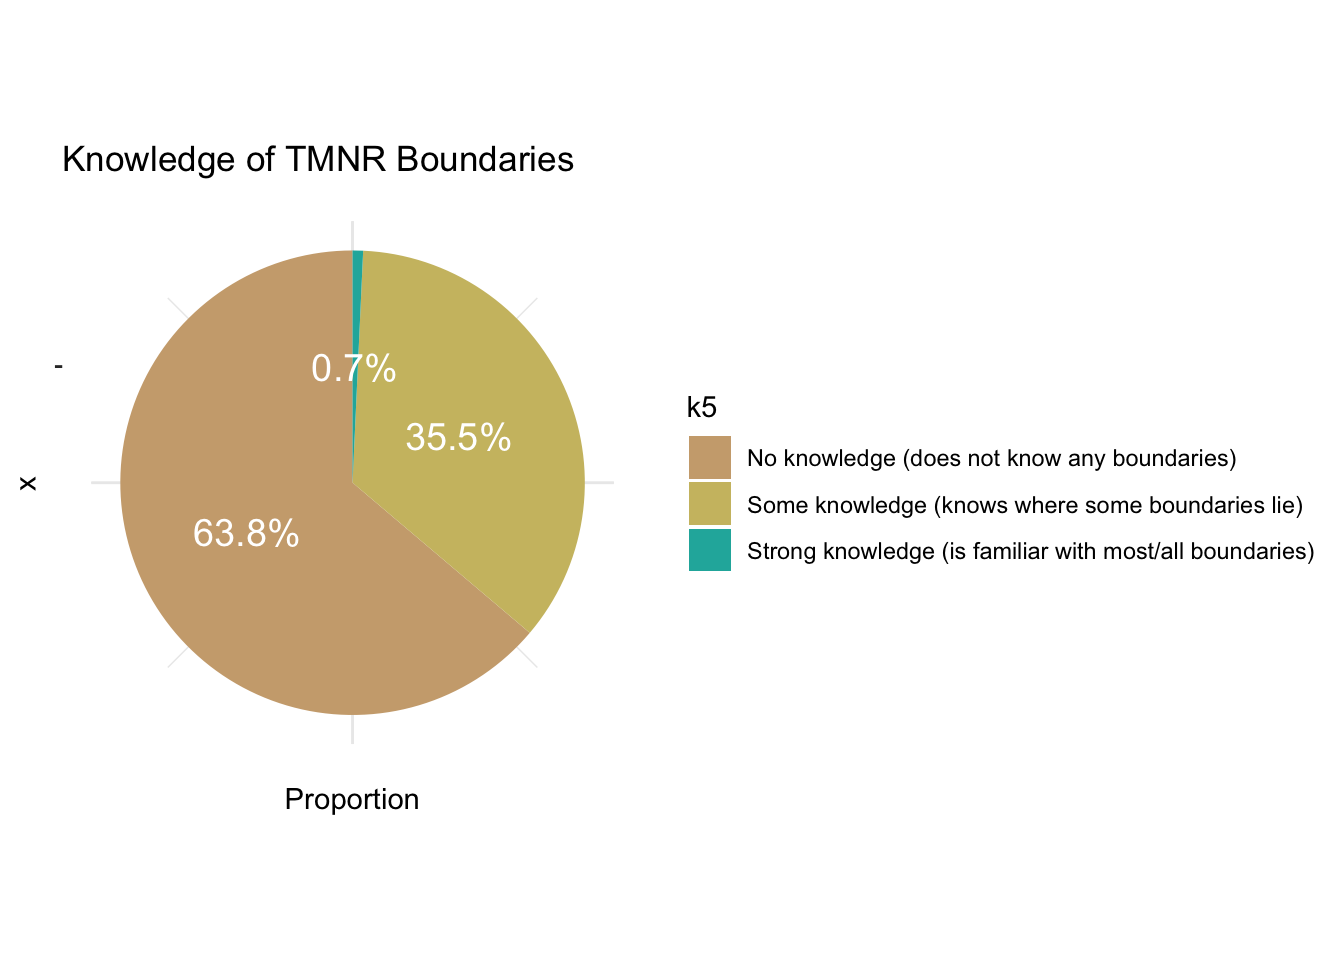 Knowledge of TMNR Boundaries
0.7%
35.5%
63.8%
-
x
Proportion
k5
No knowledge (does not know any boundaries)
Some knowledge (knows where some boundaries lie)
Strong knowledge (is familiar with most/all boundaries)